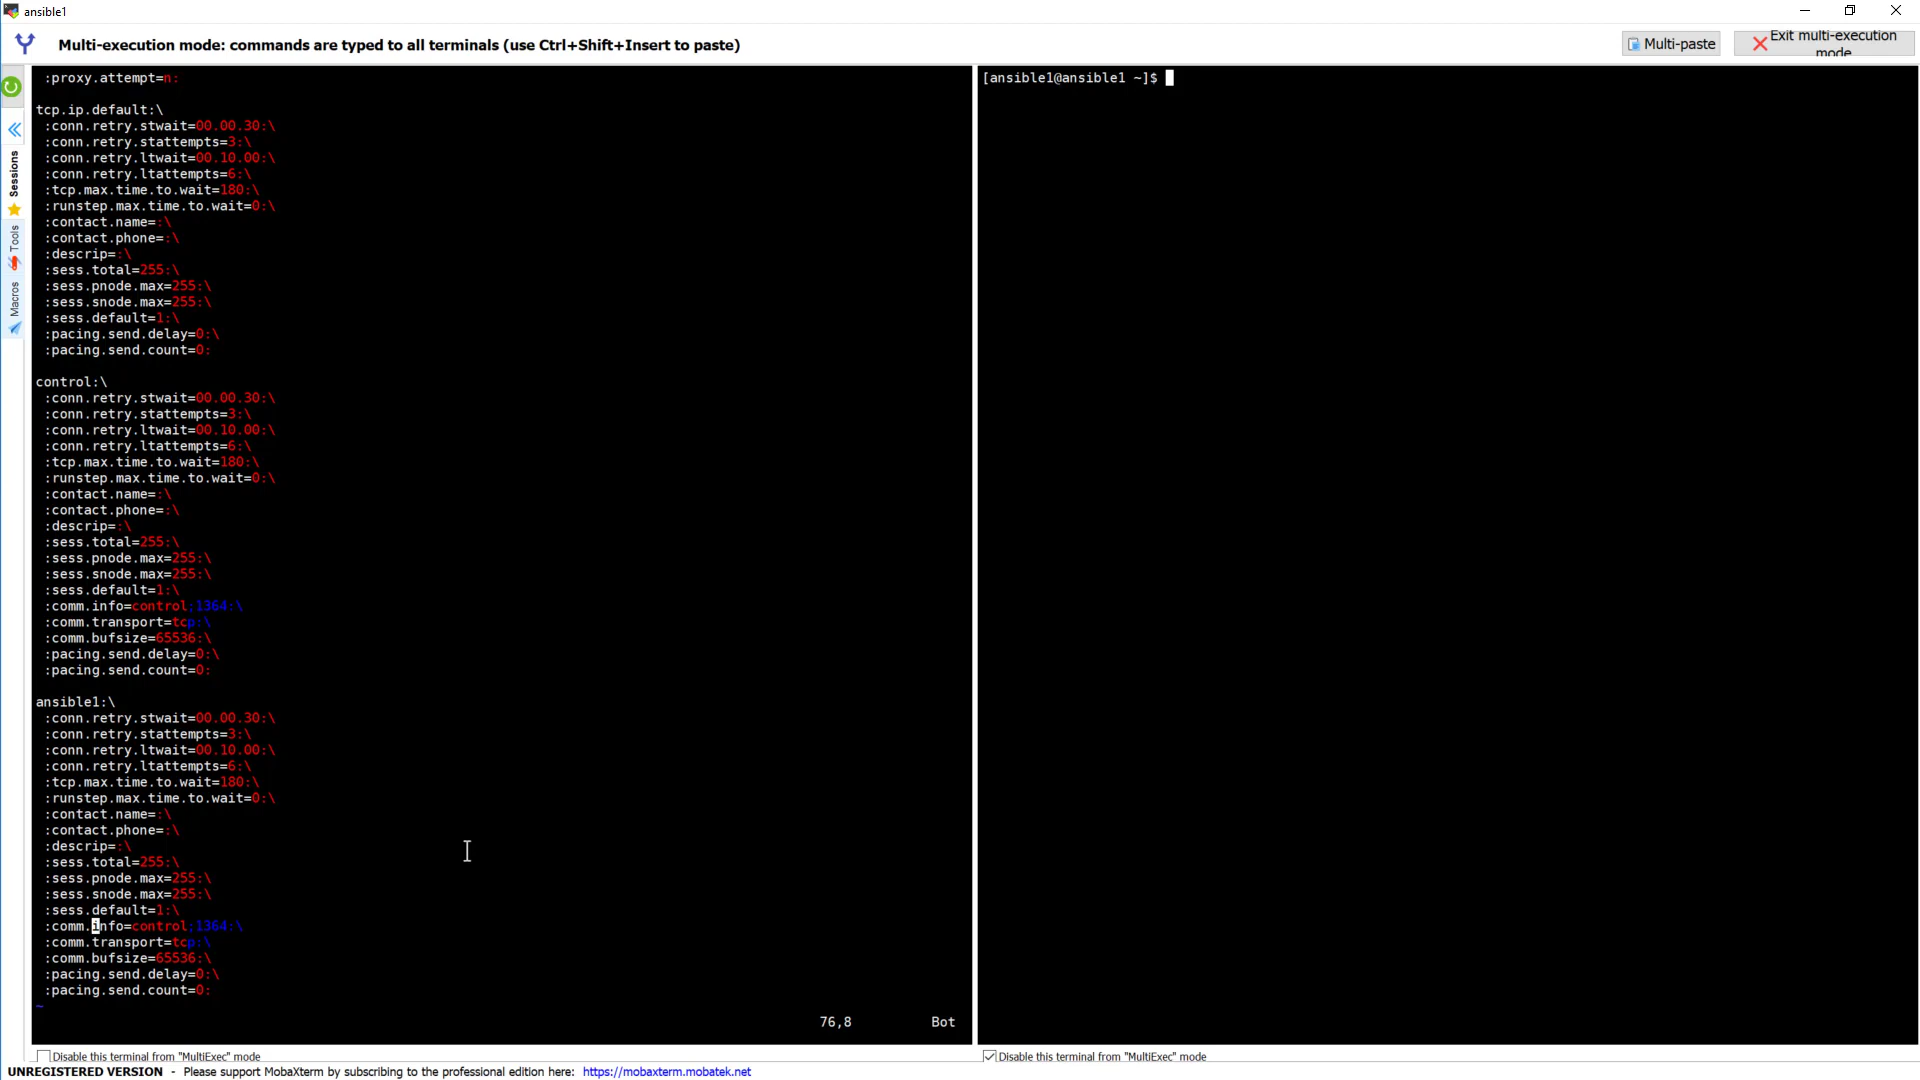 ansible1
Multi-execution mode: commands are typed to all terminals (use Ctrl+Shift+Insert to paste)
Multi-paste
Exit multi-execution
mode
Sessions
Tools
Macros
:proxy.attempt=n:
tcp.ip.default:\
:conn.retry.stwait=00.00.30:\
:conn.retry.stattempts=3:\
:conn.retry.ltwait=00.10.00:\
:conn.retry.ltattempts=6:\
:tcp.max.time.to.wait=180:\
:runstep.max.time.to.wait=0:\
:contact.name=:\
:contact.phone=:\
:descrip=:\
:sess.total=255:\
:sess.pnode.max=255:\
:sess.snode.max=255:\
:sess.default=1:\
:pacing.send.delay=0:\
:pacing.send.count=0:
control:\
:conn.retry.stwait=00.00.30:\
:conn.retry.stattempts=3:\
:conn.retry.ltwait=00.10.00:\
:conn.retry.ltattempts=6:\
:tcp.max.time.to.wait=180:\
:runstep.max.time.to.wait=0:\
:contact.name=:\
:contact.phone=:\
:descrip=:\
:sess.total=255:\
:sess.pnode.max=255:\
:sess.snode.max=255:\
:sess.default=1:\
:comm.info=control;1364:\
:comm.transport=tcp:\
:comm.bufsize=65536:\
:pacing.send.delay=0:\
:pacing.send.count=0:
ansible1:\
:conn.retry.stwait=00.00.30:\
:conn.retry.stattempts=3:\
:conn.retry.ltwait=00.10.00:\
:conn.retry.ltattempts=6:\
:tcp.max.time.to.wait=180:\
:runstep.max.time.to.wait=0:\
:contact.name=:\
:contact.phone=:\
:descrip=:\
:sess.total=255:\
:sess.pnode.max=255:\
:sess.snode.max=255:\
:sess.default=1:\
:comm.info=control;1364:\
:comm.transport=tcp:\
:comm.bufsize=65536:\
:pacing.send.delay=0:\
:pacing.send.count=0:
~
76,8 Bot
Disable this terminal from "MultiExec" mode
[ansible1@ansible1 ~]$
Disable this terminal from "MultiExec" mode
UNREGISTERED VERSION - Please support MobaXterm by subscribing to the professional edition here: https://mobaxterm.mobatek.net